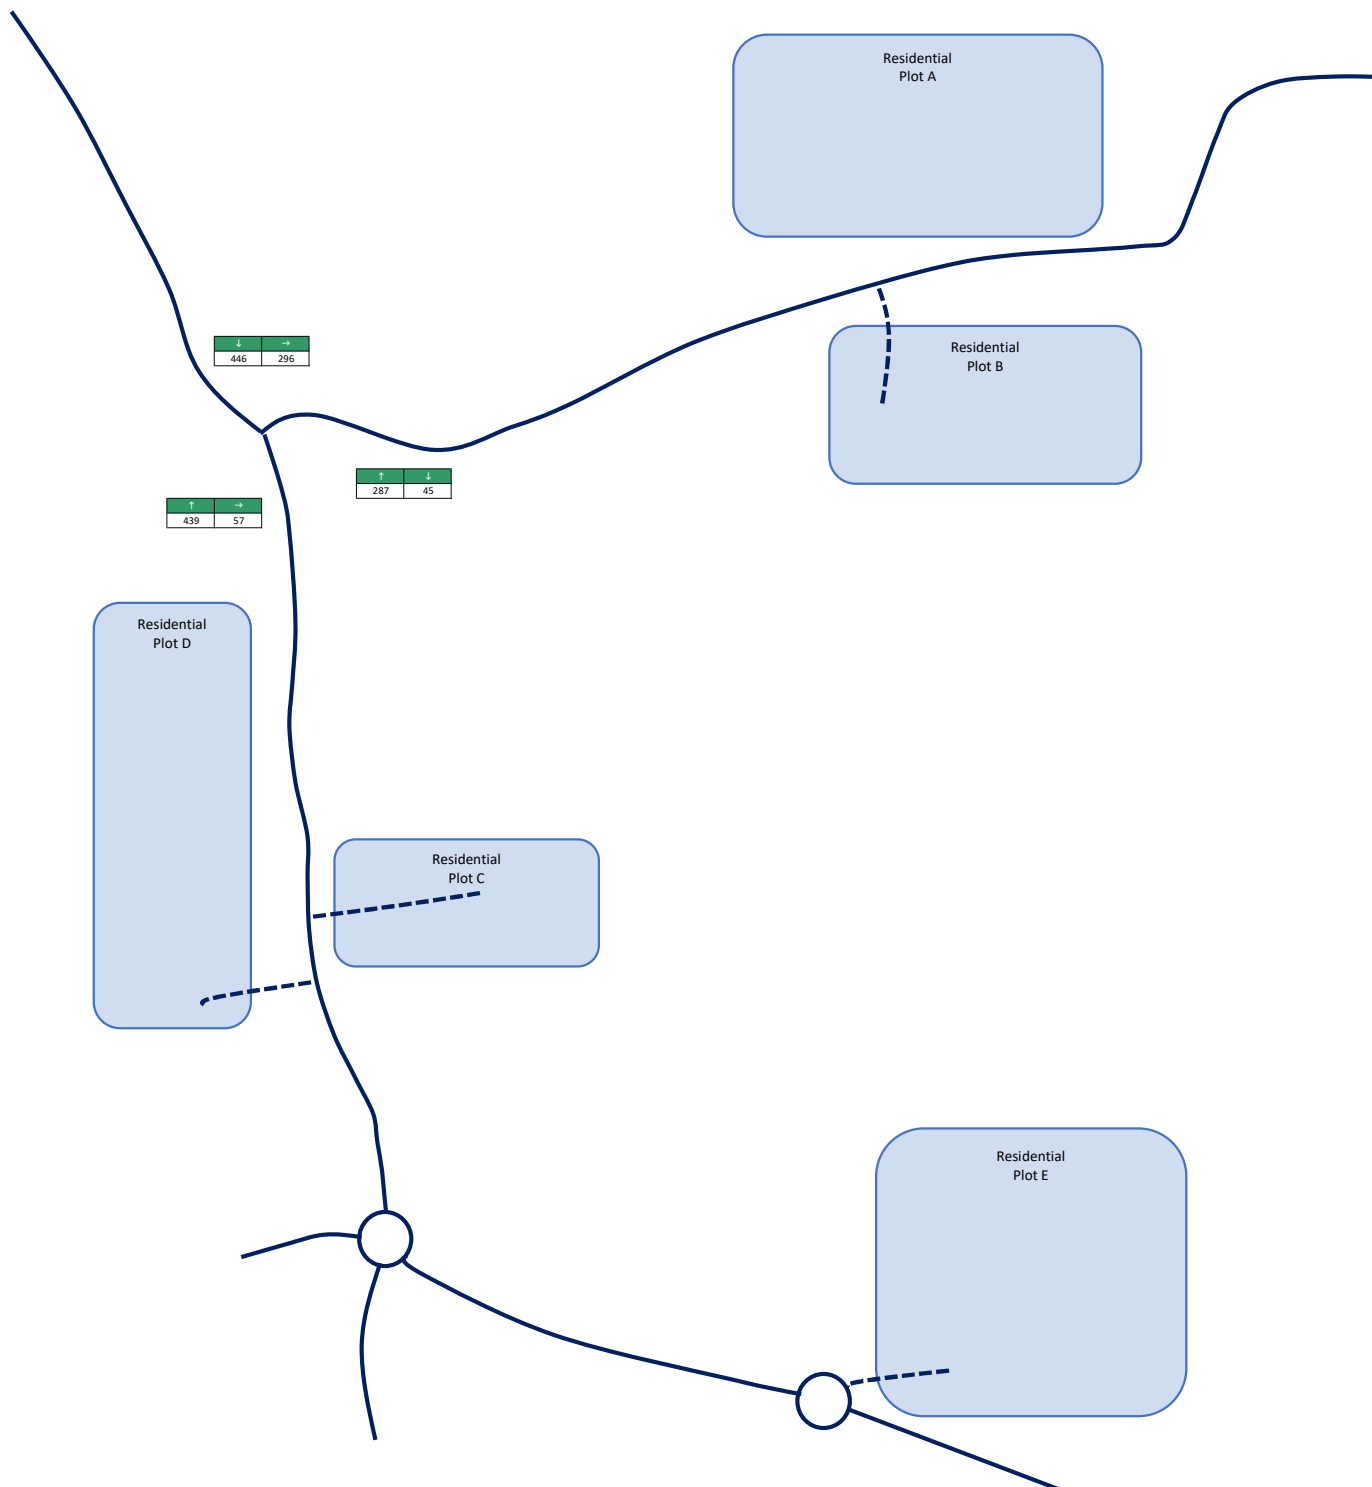 Residential
Plot A
↓ →
446 296
Residential
Plot B
↑ ↓
287 45
↑ →
439 57
Residential
Plot D
Residential
Plot C
Residential
Plot E